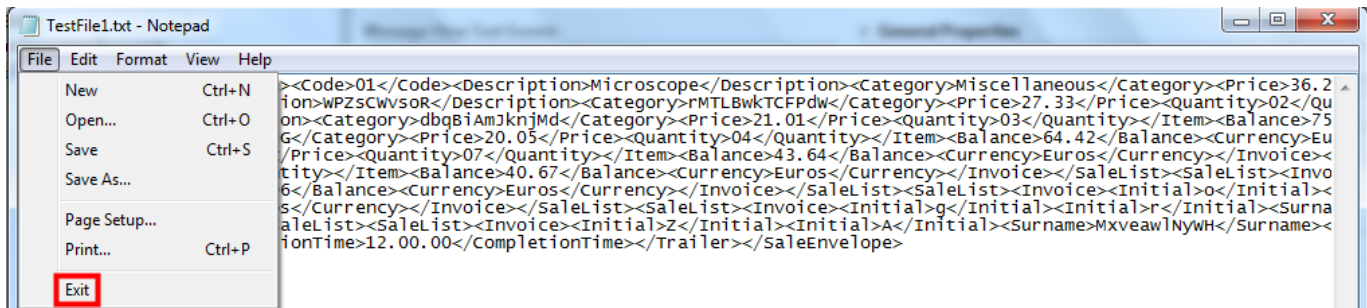 TestFile1.txt - Notepad
File Edit Format View Help
New Ctrl+N
Open... Ctrl+O
Save Ctrl+S
Save As...
Page Setup...
Print... Ctrl+P
Exit
><Code>01</Code><Description>Microscope</Description><Category>Miscellaneous</Category><Price>36.2
ion>WPZsCWvsoR</Description><Category>rMTLBwkTCFPdW</Category><Price>27.33</Price><Quantity>02</Qu
on><Category>dbqBiAmJknjMd</Category><Price>21.01</Price><Quantity>03</Quantity></Item><Balance>75
G</Category><Price>20.05</Price><Quantity>04</Quantity></Item><Balance>64.42</Balance><Currency>Eu
/Price><Quantity>07</Quantity></Item><Balance>43.64</Balance><Currency>Euros</Currency></Invoice><
tity></Item><Balance>40.67</Balance><Currency>Euros</Currency></Invoice></SaleList><SaleList><Invo
6</Balance><Currency>Euros</Currency></Invoice></SaleList><SaleList><Invoice><Initial>o</Initial><
s</Currency></Invoice></SaleList><SaleList><Invoice><Initial>g</Initial><Initial>r</Initial><Surna
aleList><SaleList><Invoice><Initial>Z</Initial><Initial>A</Initial><Surname>MxveawlNyWH</Surname><
ionTime>12.00.00</CompletionTime></Trailer></SaleEnvelope>